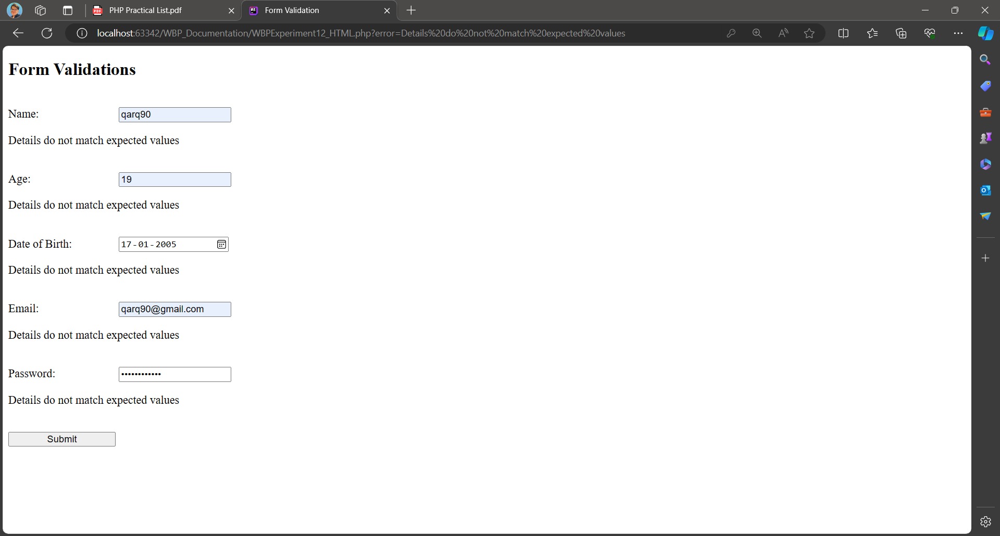 PHP Practical List.pdf
Form Validation
localhost:63342/WBP_Documentation/WBPExperiment12_HTML.php?error=Details%20do%20not%20match%20expected%20values
Form Validations
Name: qarq90
Details do not match expected values
Age: 19
Details do not match expected values
Date of Birth: 17-01-2005
Details do not match expected values
Email: qarq90@gmail.com
Details do not match expected values
Password: ••••••••••••
Details do not match expected values
Submit